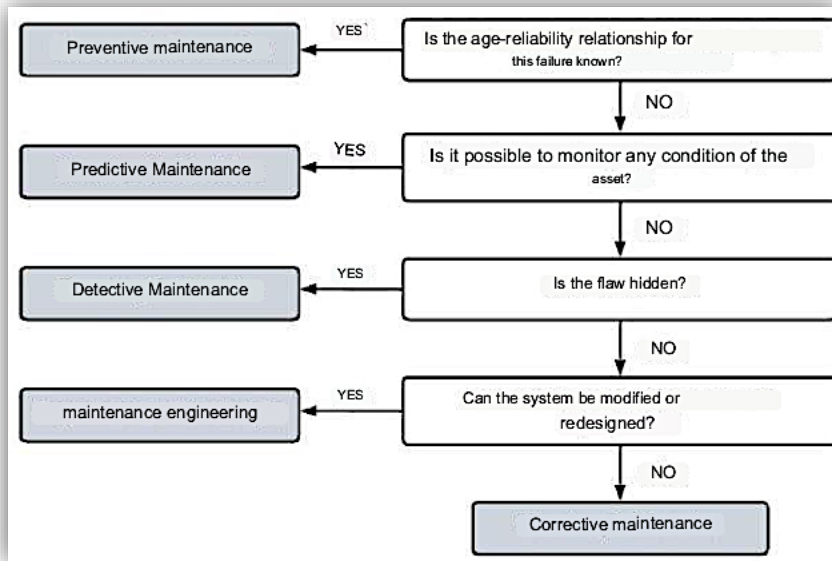 Preventive maintenance
YES`
Is the age-reliability relationship for
this failure known?
NO
Predictive Maintenance
YES
Is it possible to monitor any condition of the
asset?
NO
Detective Maintenance
YES
Is the flaw hidden?
NO
maintenance engineering
YES
Can the system be modified or
redesigned?
NO
Corrective maintenance